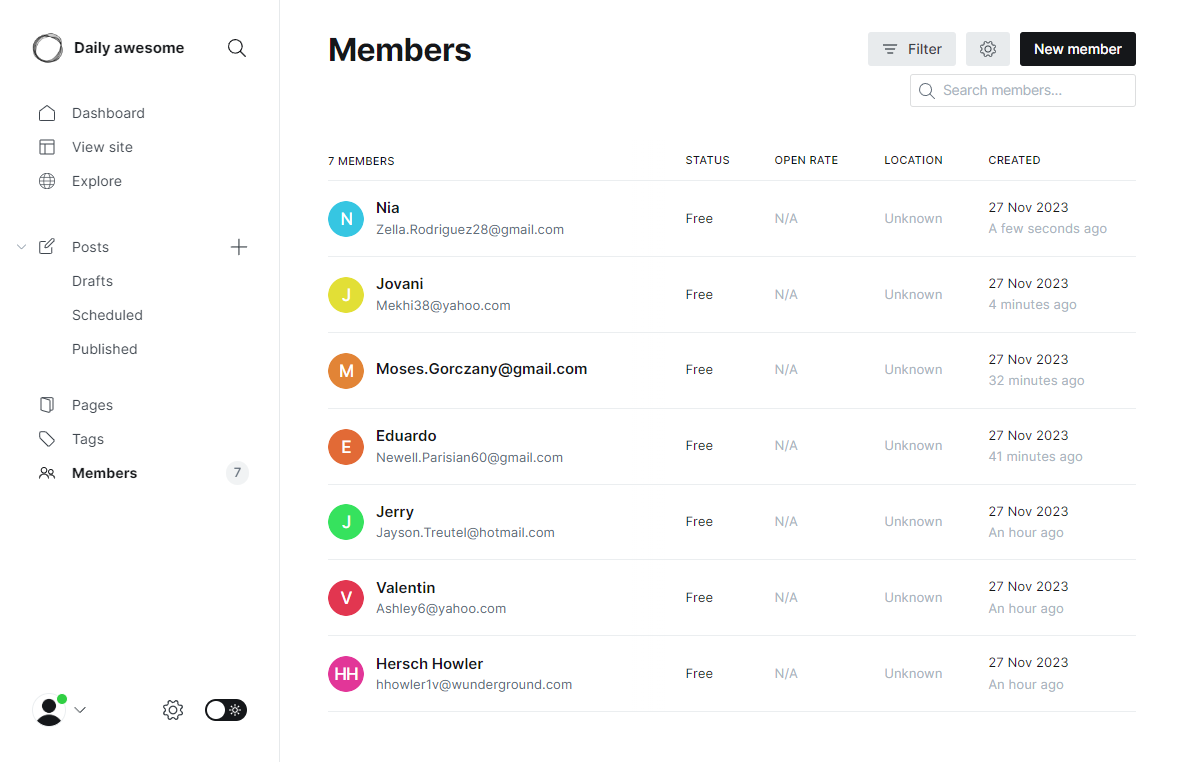 Daily awesome
Dashboard
View site
Explore
Posts
Drafts
Scheduled
Published
Pages
Tags
Members 7
Members
Filter
New member
Search members...
7 MEMBERS STATUS OPEN RATE LOCATION CREATED
N Nia Free N/A Unknown 27 Nov 2023
Zella.Rodriguez28@gmail.com A few seconds ago
J Jovani Free N/A Unknown 27 Nov 2023
Mekhi38@yahoo.com 4 minutes ago
M Moses.Gorczany@gmail.com Free N/A Unknown 27 Nov 2023
32 minutes ago
E Eduardo Free N/A Unknown 27 Nov 2023
Newell.Parisian60@gmail.com 41 minutes ago
J Jerry Free N/A Unknown 27 Nov 2023
Jayson.Treutel@hotmail.com An hour ago
V Valentin Free N/A Unknown 27 Nov 2023
Ashley6@yahoo.com An hour ago
HH Hersch Howler Free N/A Unknown 27 Nov 2023
hhowler1v@wunderground.com An hour ago